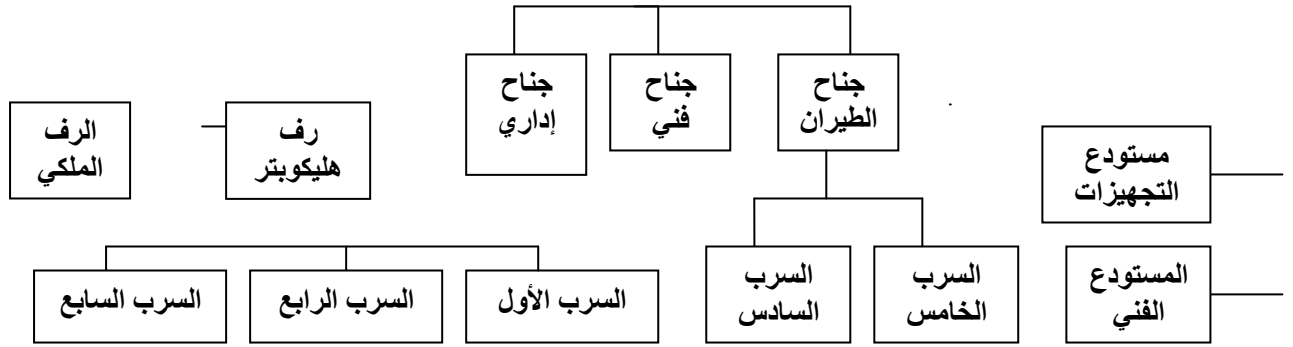 جناح
الطيران
جناح
فني
جناح
إداري
رف
هليكوبتر
الرف
الملكي
مستودع
التجهيزات
السرب
الخامس
السرب
السادس
السرب الأول
السرب الرابع
السرب السابع
المستودع
الفني